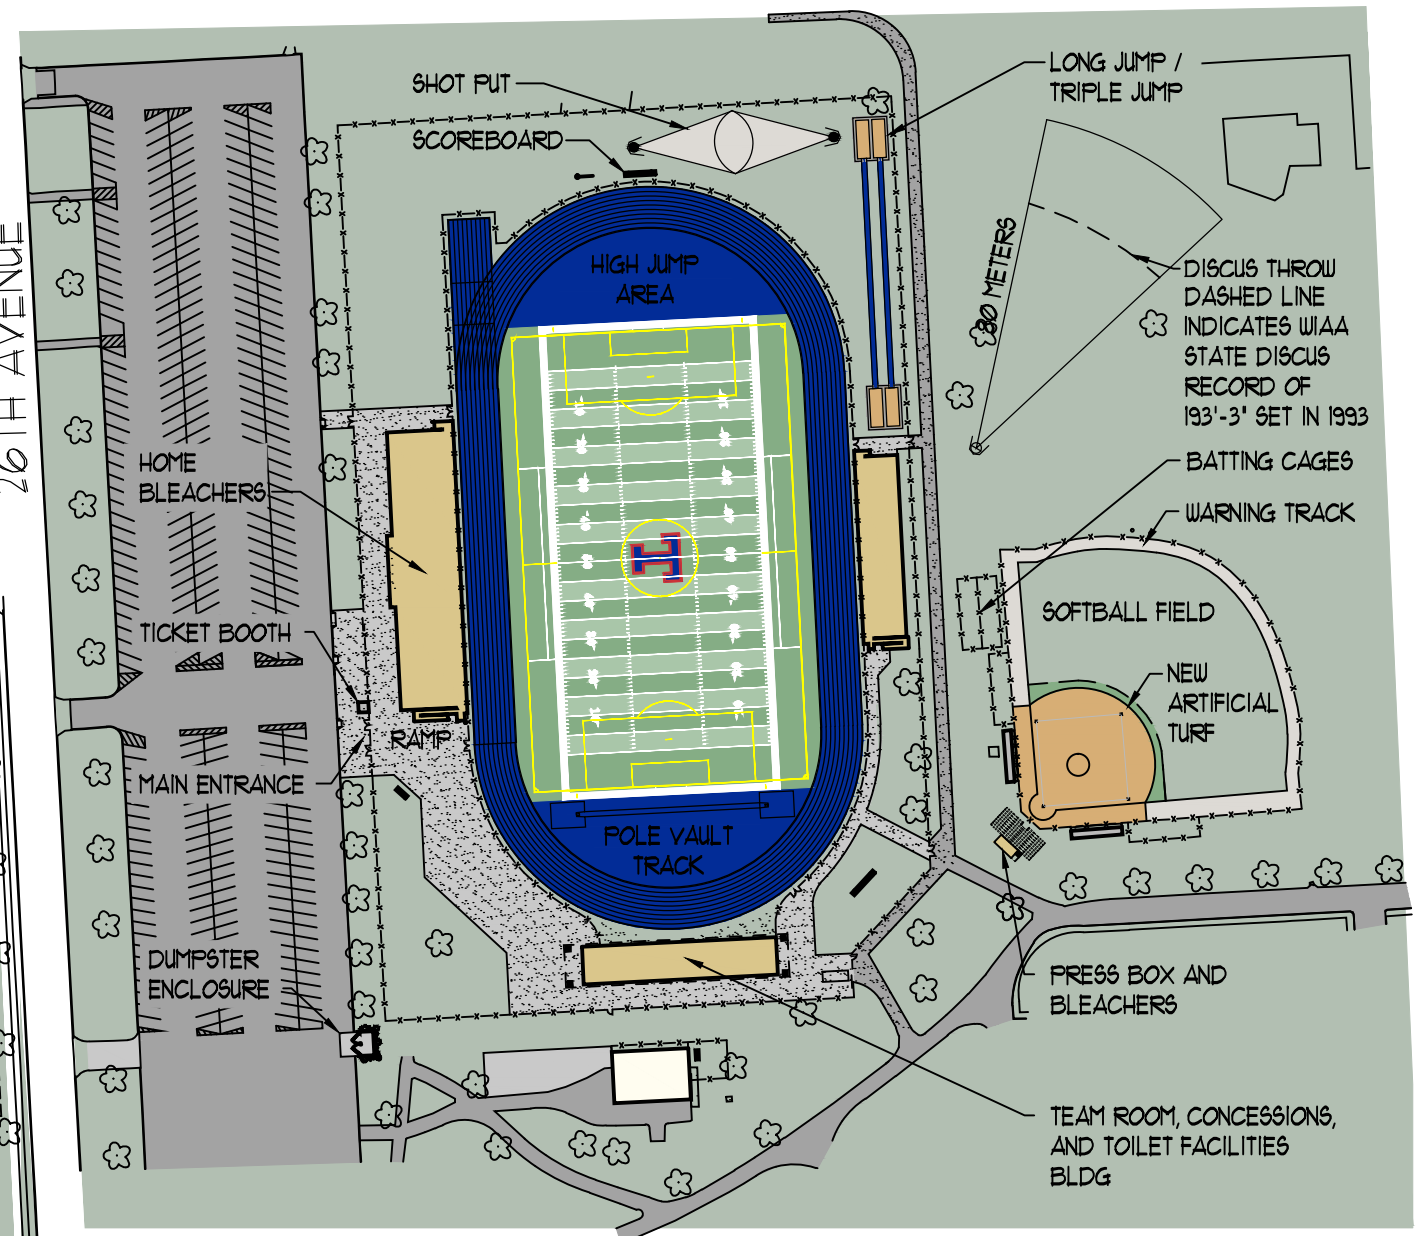 SHOT PUT
SCOREBOARD
LONG JUMP /
TRIPLE JUMP
26TH AVENUE
HIGH JUMP
AREA
80 METERS
DISCUS THROW
DASHED LINE
INDICATES WIAA
STATE DISCUS
RECORD OF
193'-3" SET IN 1993
HOME
BLEACHERS
BATTING CAGES
WARNING TRACK
H
SOFTBALL FIELD
TICKET BOOTH
NEW
ARTIFICIAL
TURF
RAMP
MAIN ENTRANCE
POLE VAULT
TRACK
DUMPSTER
ENCLOSURE
PRESS BOX AND
BLEACHERS
TEAM ROOM, CONCESSIONS,
AND TOILET FACILITIES
BLDG